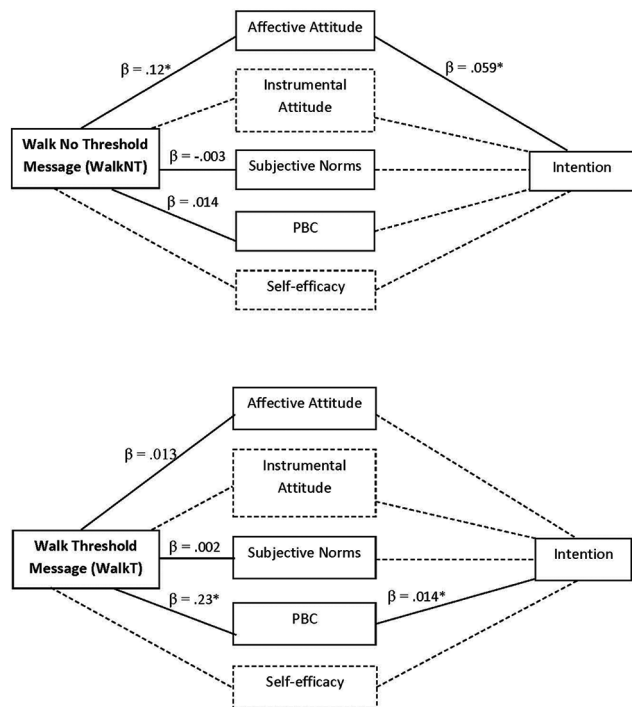 Affective Attitude
β = .12*
β = .059*
Instrumental
Attitude
Walk No Threshold
Message (WalkNT)
β = -.003
Subjective Norms
Intention
β = .014
PBC
Self-efficacy
Affective Attitude
β = .013
Instrumental
Attitude
Walk Threshold
Message (WalkT)
β = .002
Subjective Norms
Intention
β = .23*
PBC
β = .014*
Self-efficacy